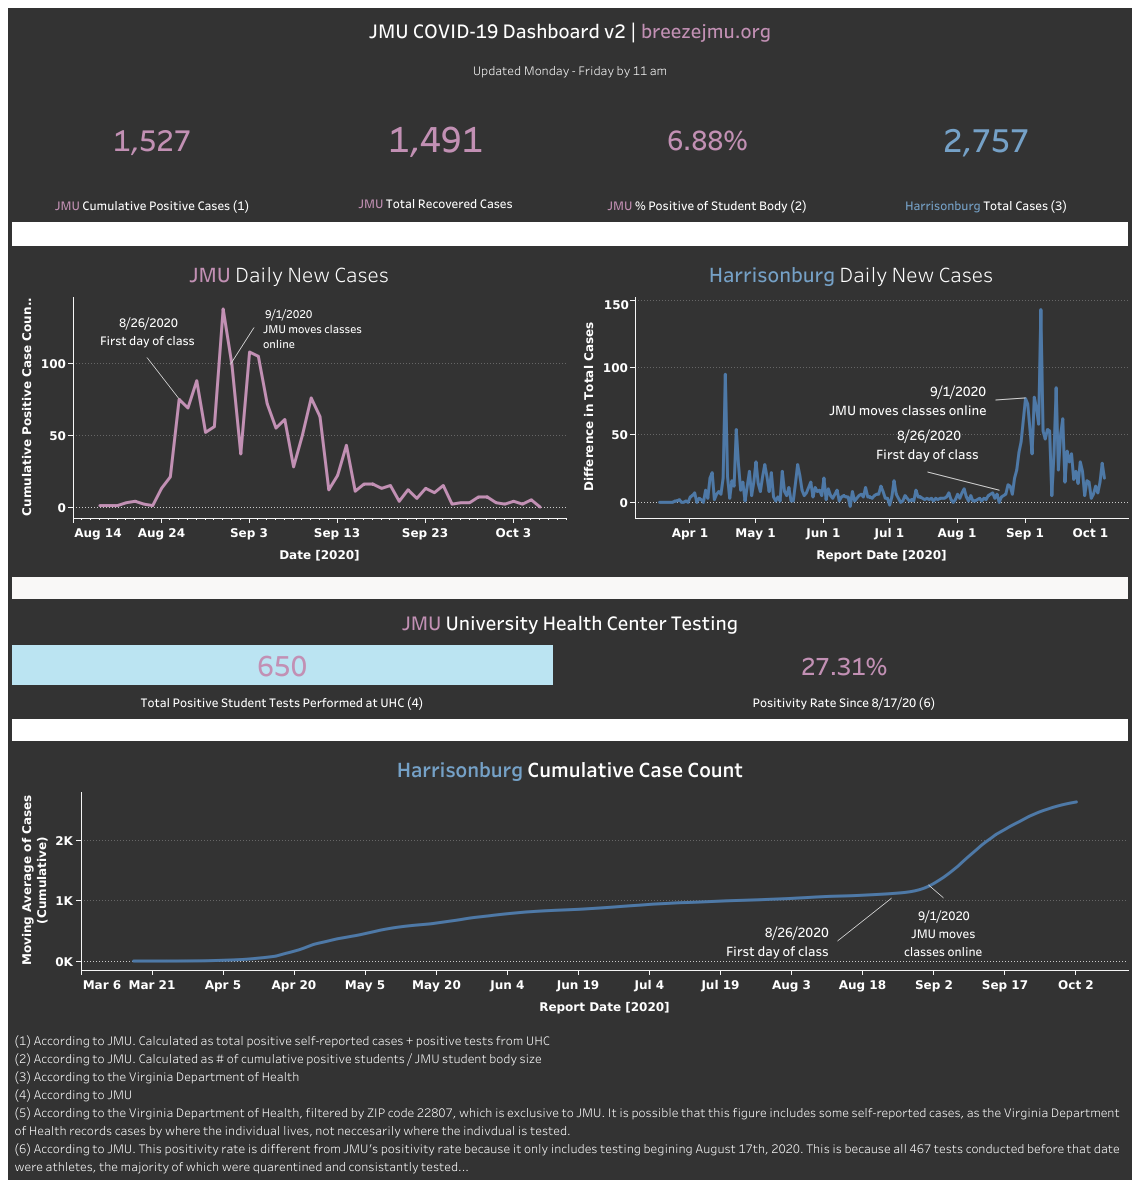 JMU COVID-19 Dashboard v2 | breezejmu.org
Updated Monday - Friday by 11 am
1,527
1,491
6.88%
2,757
JMU Cumulative Positive Cases (1)
JMU Total Recovered Cases
JMU % Positive of Student Body (2)
Harrisonburg Total Cases (3)
JMU Daily New Cases
Cumulative Positive Case Coun..
100
50
0
8/26/2020
First day of class
9/1/2020
JMU moves classes
online
Aug 14 Aug 24 Sep 3 Sep 13 Sep 23 Oct 3
Date [2020]
Harrisonburg Daily New Cases
Difference in Total Cases
150
100
50
0
9/1/2020
JMU moves classes online
8/26/2020
First day of class
Apr 1 May 1 Jun 1 Jul 1 Aug 1 Sep 1 Oct 1
Report Date [2020]
JMU University Health Center Testing
650
27.31%
Total Positive Student Tests Performed at UHC (4)
Positivity Rate Since 8/17/20 (6)
Harrisonburg Cumulative Case Count
Moving Average of Cases
(Cumulative)
2K
1K
0K
8/26/2020
First day of class
9/1/2020
JMU moves
classes online
Mar 6 Mar 21 Apr 5 Apr 20 May 5 May 20 Jun 4 Jun 19 Jul 4 Jul 19 Aug 3 Aug 18 Sep 2 Sep 17 Oct 2
Report Date [2020]
(1) According to JMU. Calculated as total positive self-reported cases + positive tests from UHC
(2) According to JMU. Calculated as # of cumulative positive students / JMU student body size
(3) According to the Virginia Department of Health
(4) According to JMU
(5) According to the Virginia Department of Health, filtered by ZIP code 22807, which is exclusive to JMU. It is possible that this figure includes some self-reported cases, as the Virginia Department
of Health records cases by where the individual lives, not neccesarily where the indivdual is tested.
(6) According to JMU. This positivity rate is different from JMU's positivity rate because it only includes testing begining August 17th, 2020. This is because all 467 tests conducted before that date
were athletes, the majority of which were quarentined and consistantly tested...